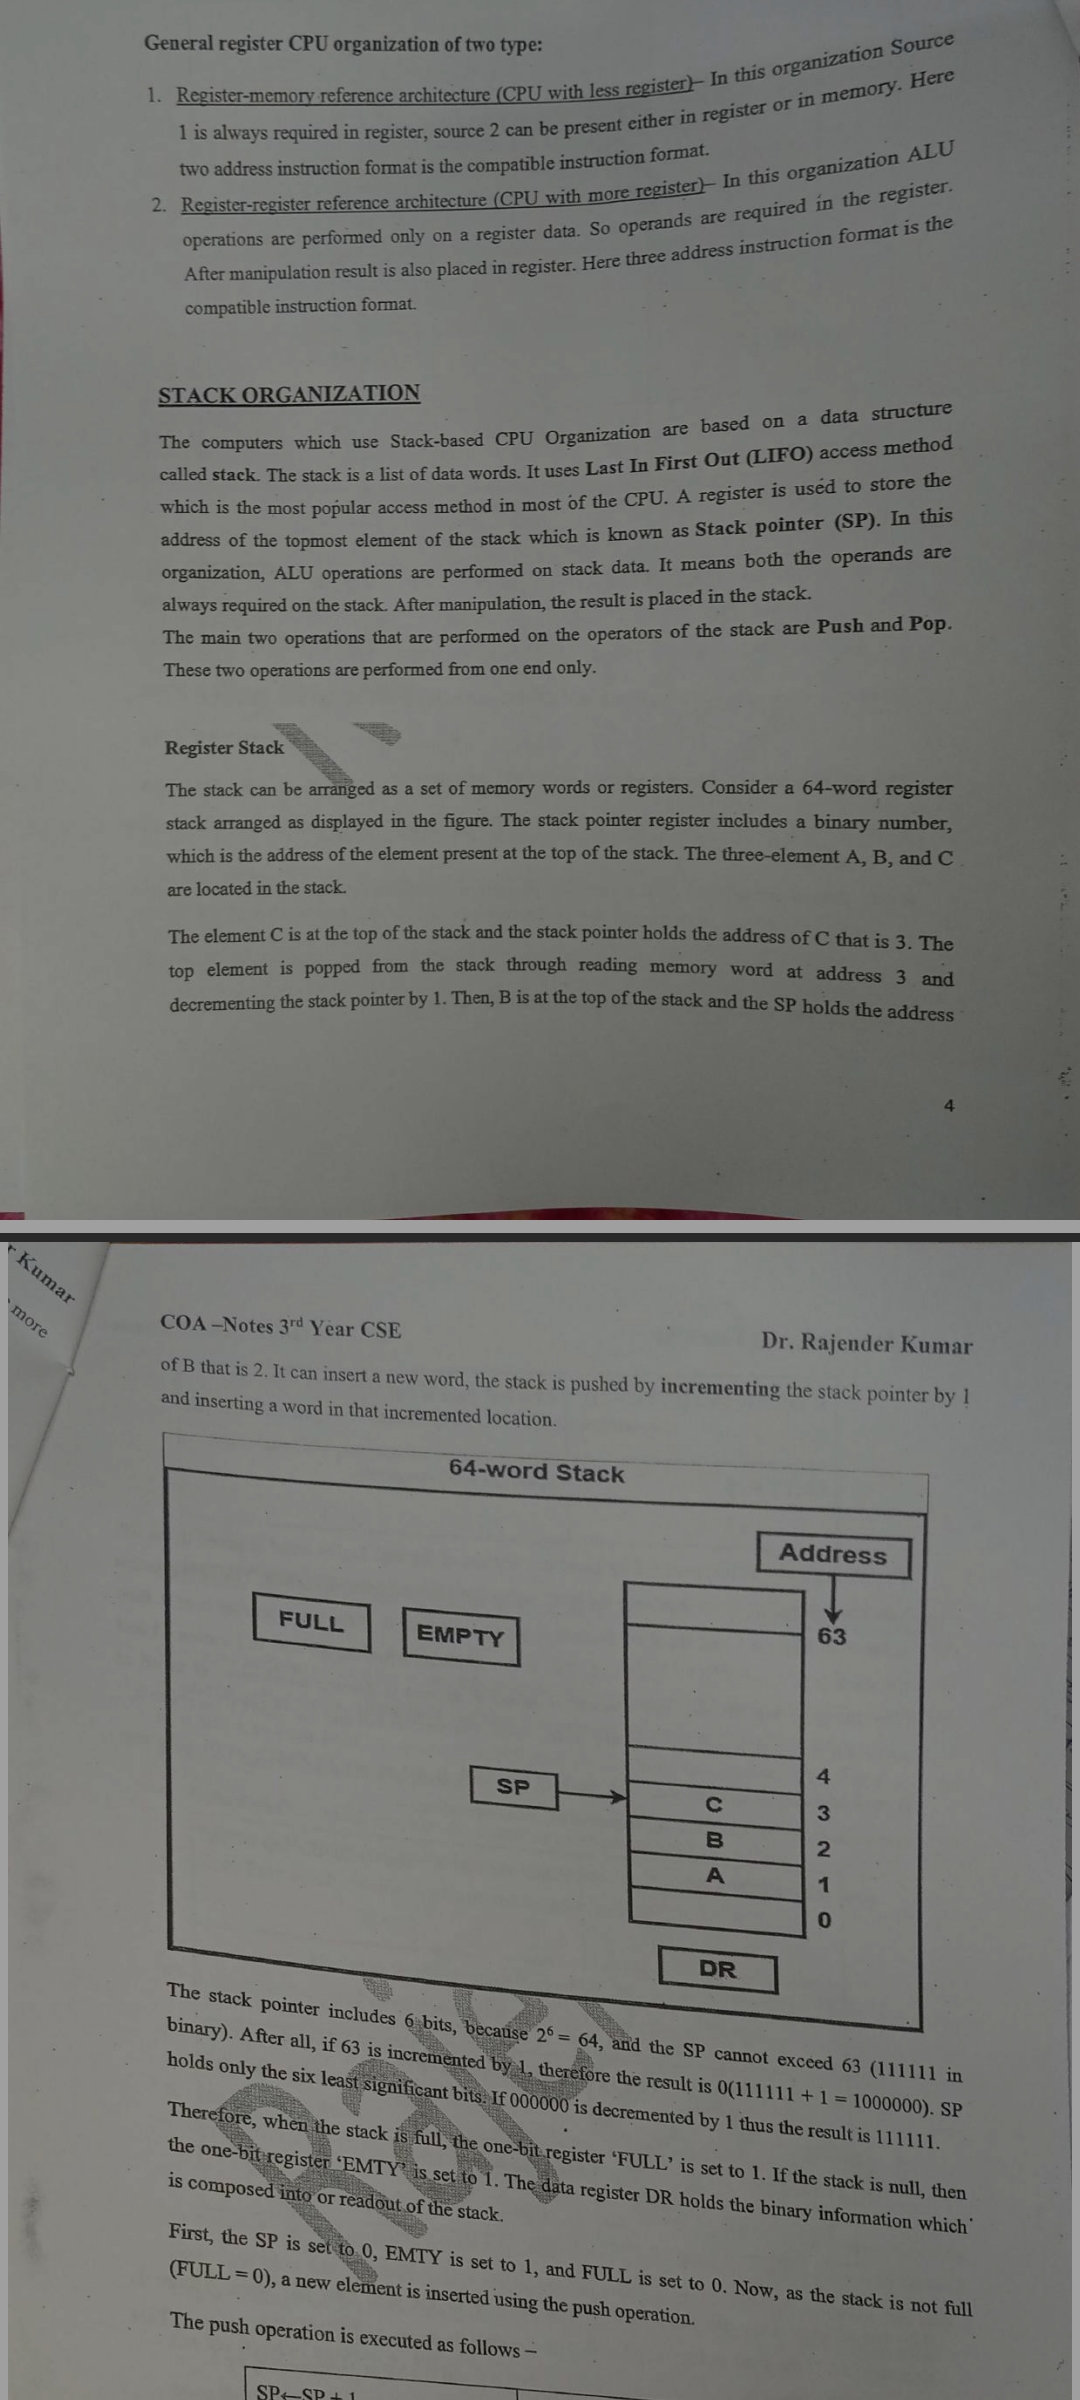 General register CPU organization of two type:
1. Register-memory reference architecture (CPU with less register)– In this organization Source
1 is always required in register, source 2 can be present either in register or in memory. Here
two address instruction format is the compatible instruction format.
2. Register-register reference architecture (CPU with more register)– In this organization ALU
operations are performed only on a register data. So operands are required in the register.
After manipulation result is also placed in register. Here three address instruction format is the
compatible instruction format.
STACK ORGANIZATION
The computers which use Stack-based CPU Organization are based on a data structure
called stack. The stack is a list of data words. It uses Last In First Out (LIFO) access method
which is the most popular access method in most of the CPU. A register is used to store the
address of the topmost element of the stack which is known as Stack pointer (SP). In this
organization, ALU operations are performed on stack data. It means both the operands are
always required on the stack. After manipulation, the result is placed in the stack.
The main two operations that are performed on the operators of the stack are Push and Pop.
These two operations are performed from one end only.
Register Stack
The stack can be arranged as a set of memory words or registers. Consider a 64-word register
stack arranged as displayed in the figure. The stack pointer register includes a binary number,
which is the address of the element present at the top of the stack. The three-element A, B, and C
are located in the stack.
The element C is at the top of the stack and the stack pointer holds the address of C that is 3. The
top element is popped from the stack through reading memory word at address 3 and
decrementing the stack pointer by 1. Then, B is at the top of the stack and the SP holds the address
4
r Kumar
more
COA –Notes 3rd Year CSE
Dr. Rajender Kumar
of B that is 2. It can insert a new word, the stack is pushed by incrementing the stack pointer by 1
and inserting a word in that incremented location.
64-word Stack
Address
FULL
EMPTY
63
SP
4
C 3
B 2
A 1
0
DR
The stack pointer includes 6 bits, because 2⁶ = 64, and the SP cannot exceed 63 (111111 in
binary). After all, if 63 is incremented by 1, therefore the result is 0(111111 + 1 = 1000000). SP
holds only the six least significant bits. If 000000 is decremented by 1 thus the result is 111111.
Therefore, when the stack is full, the one-bit register ‘FULL’ is set to 1. If the stack is null, then
the one-bit register ‘EMTY’ is set to 1. The data register DR holds the binary information which
is composed into or readout of the stack.
First, the SP is set to 0, EMTY is set to 1, and FULL is set to 0. Now, as the stack is not full
(FULL = 0), a new element is inserted using the push operation.
The push operation is executed as follows –
SP←SP + 1